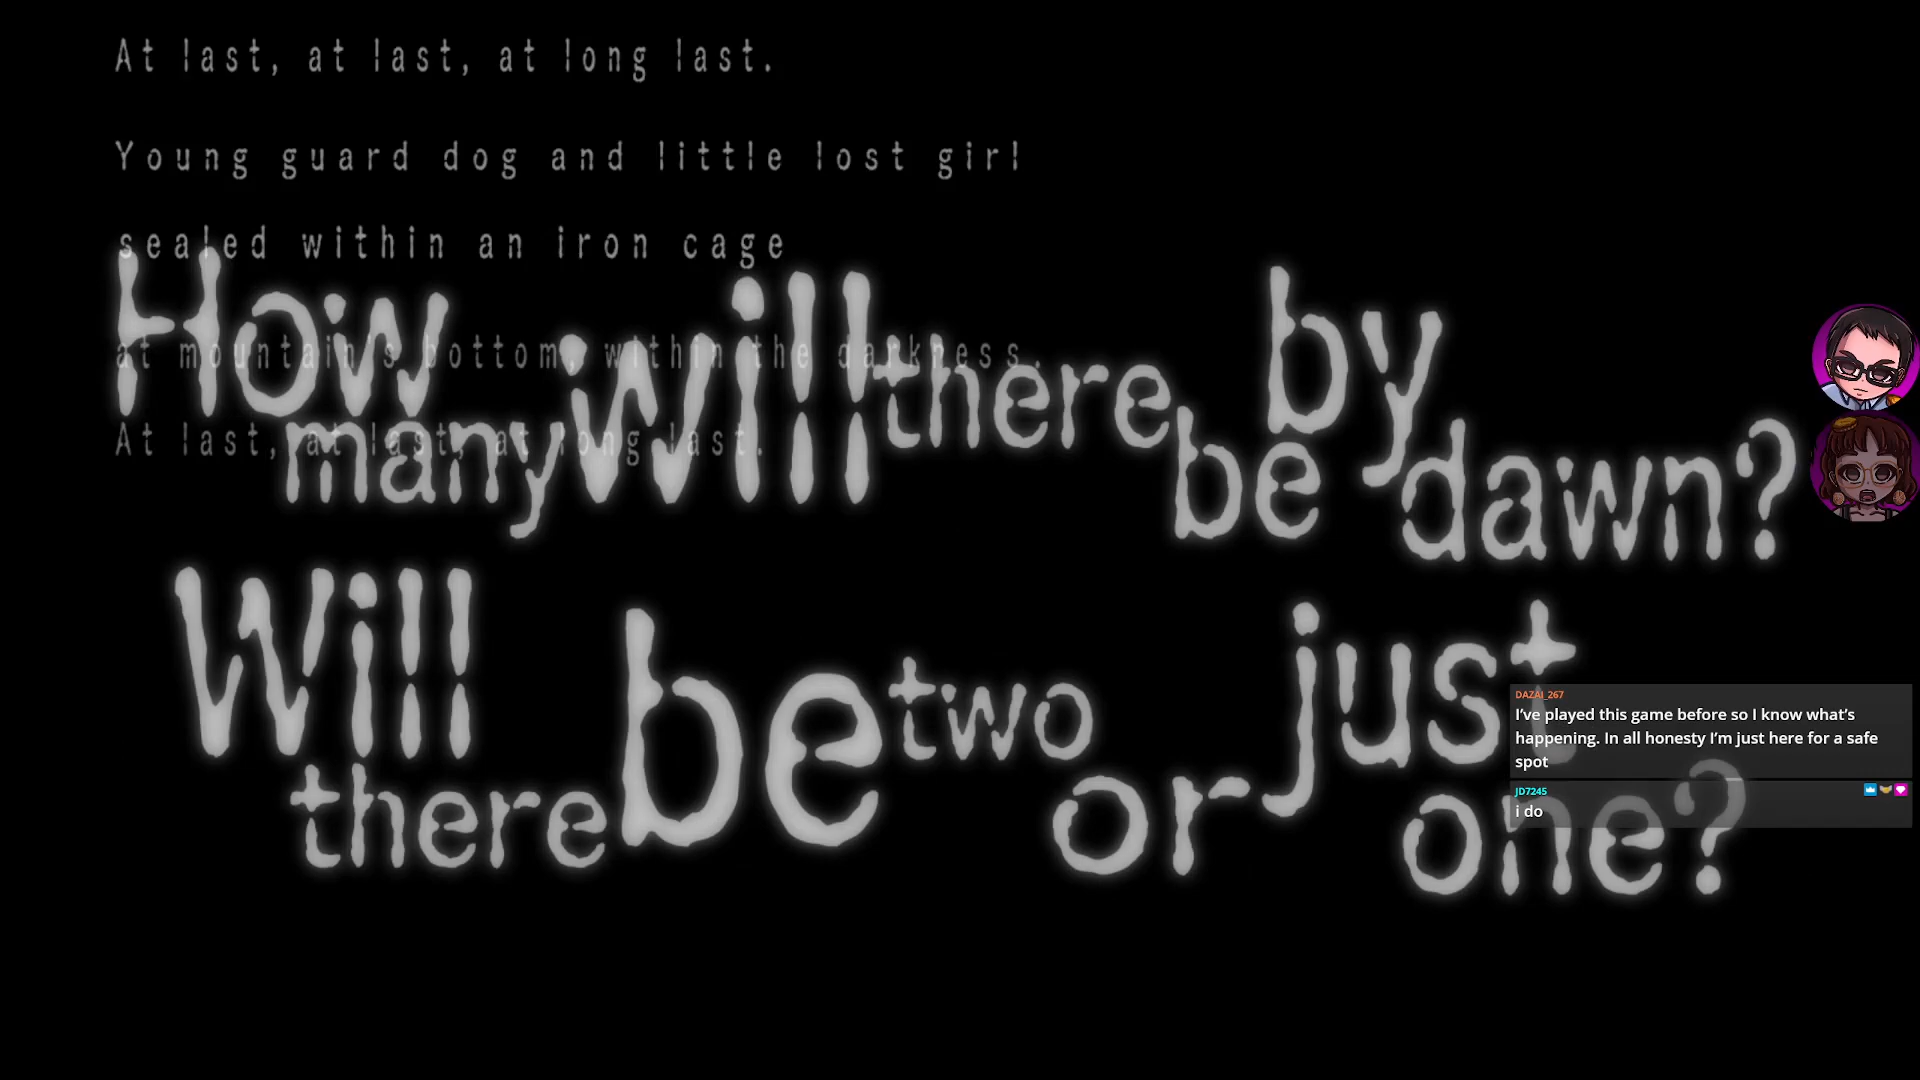 At last, at last, at long last.
Young guard dog and little lost girl
sealed within an iron cage
at mountain's bottom, within the darkness.
At last, at last, at long last.
How many will there be by dawn?
Will there be two or just one?
DAZAI_267
I've played this game before so I know what's
happening. In all honesty I'm just here for a safe
spot
JD7245
i do